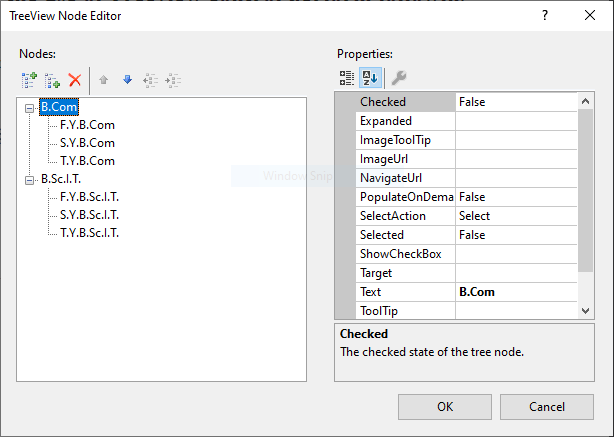 TreeView Node Editor
Nodes:
B.Com
F.Y.B.Com
S.Y.B.Com
T.Y.B.Com
B.Sc.I.T.
F.Y.B.Sc.I.T.
S.Y.B.Sc.I.T.
T.Y.B.Sc.I.T.
Window Snip
Properties:
Checked False
Expanded
ImageToolTip
ImageUrl
NavigateUrl
PopulateOnDema False
SelectAction Select
Selected False
ShowCheckBox
Target
Text B.Com
ToolTip
Checked
The checked state of the tree node.
OK
Cancel